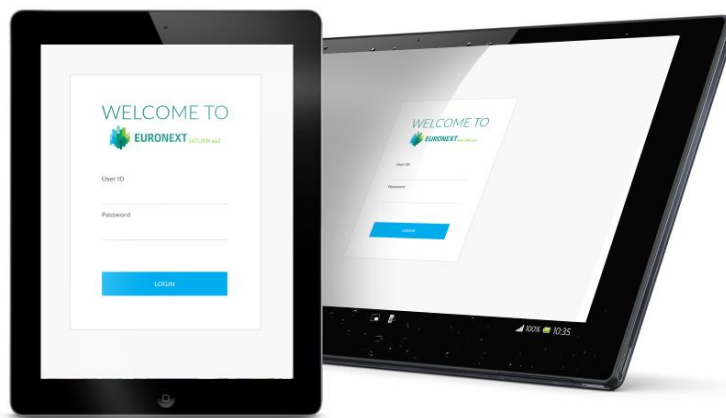 WELCOME TO
EURONEXT
User ID
Password
LOGIN
WELCOME TO
EURONEXT
User ID
Password
LOGIN
100% 10:35